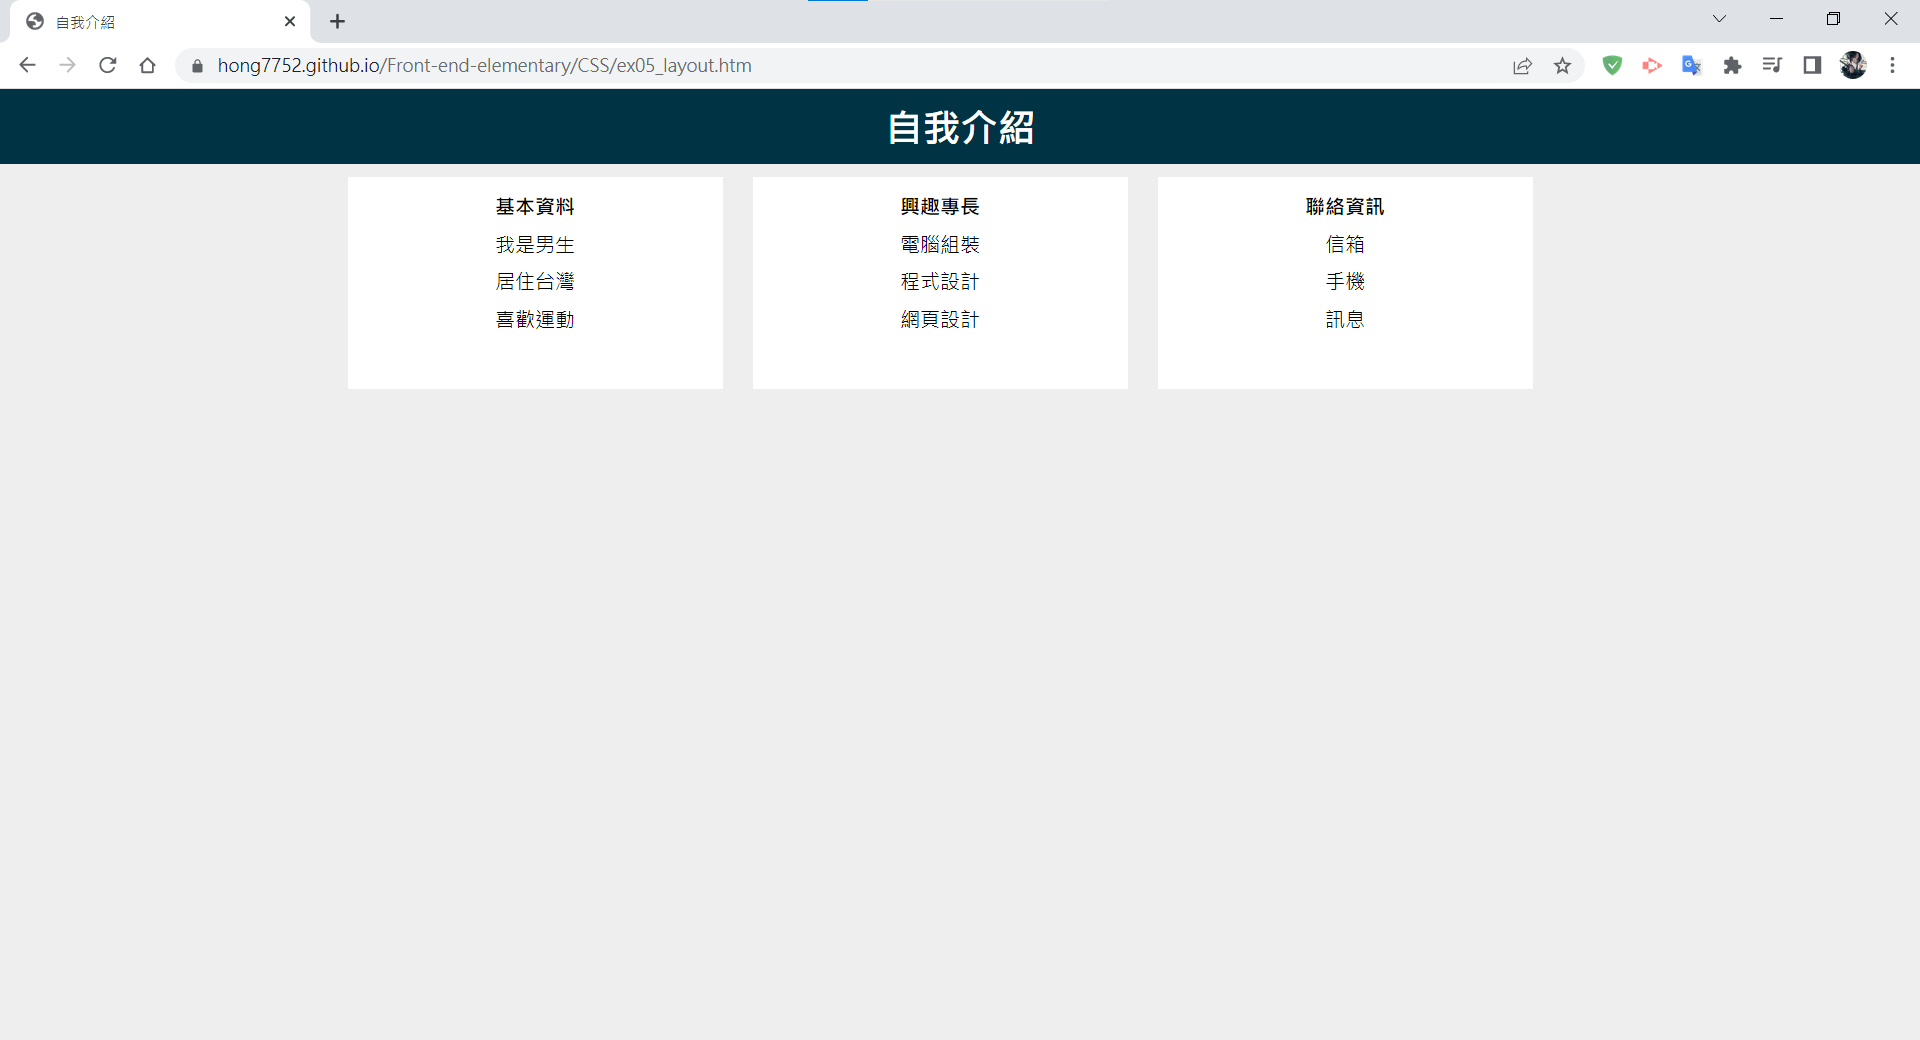 自我介紹
hong7752.github.io/Front-end-elementary/CSS/ex05_layout.htm
自我介紹
基本資料
我是男生
居住台灣
喜歡運動
興趣專長
電腦組裝
程式設計
網頁設計
聯絡資訊
信箱
手機
訊息